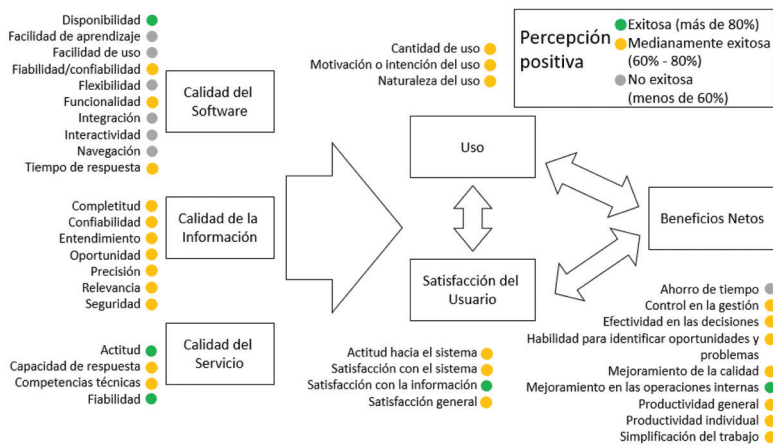 Disponibilidad
Facilidad de aprendizaje
Facilidad de uso
Fiabilidad/confiabilidad
Flexibilidad
Funcionalidad
Integración
Interactividad
Navegación
Tiempo de respuesta
Calidad del
Software
Cantidad de uso
Motivación o intención del uso
Naturaleza del uso
Percepción
positiva
Exitosa (más de 80%)
Medianamente exitosa
(60% - 80%)
No exitosa
(menos de 60%)
Uso
Completitud
Confiabilidad
Entendimiento
Oportunidad
Precisión
Relevancia
Seguridad
Calidad de la
Información
Beneficios Netos
Satisfacción del
Usuario
Actitud
Capacidad de respuesta
Competencias técnicas
Fiabilidad
Calidad del
Servicio
Actitud hacia el sistema
Satisfacción con el sistema
Satisfacción con la información
Satisfacción general
Ahorro de tiempo
Control en la gestión
Efectividad en las decisiones
Habilidad para identificar oportunidades y
problemas
Mejoramiento de la calidad
Mejoramiento en las operaciones internas
Productividad general
Productividad individual
Simplificación del trabajo